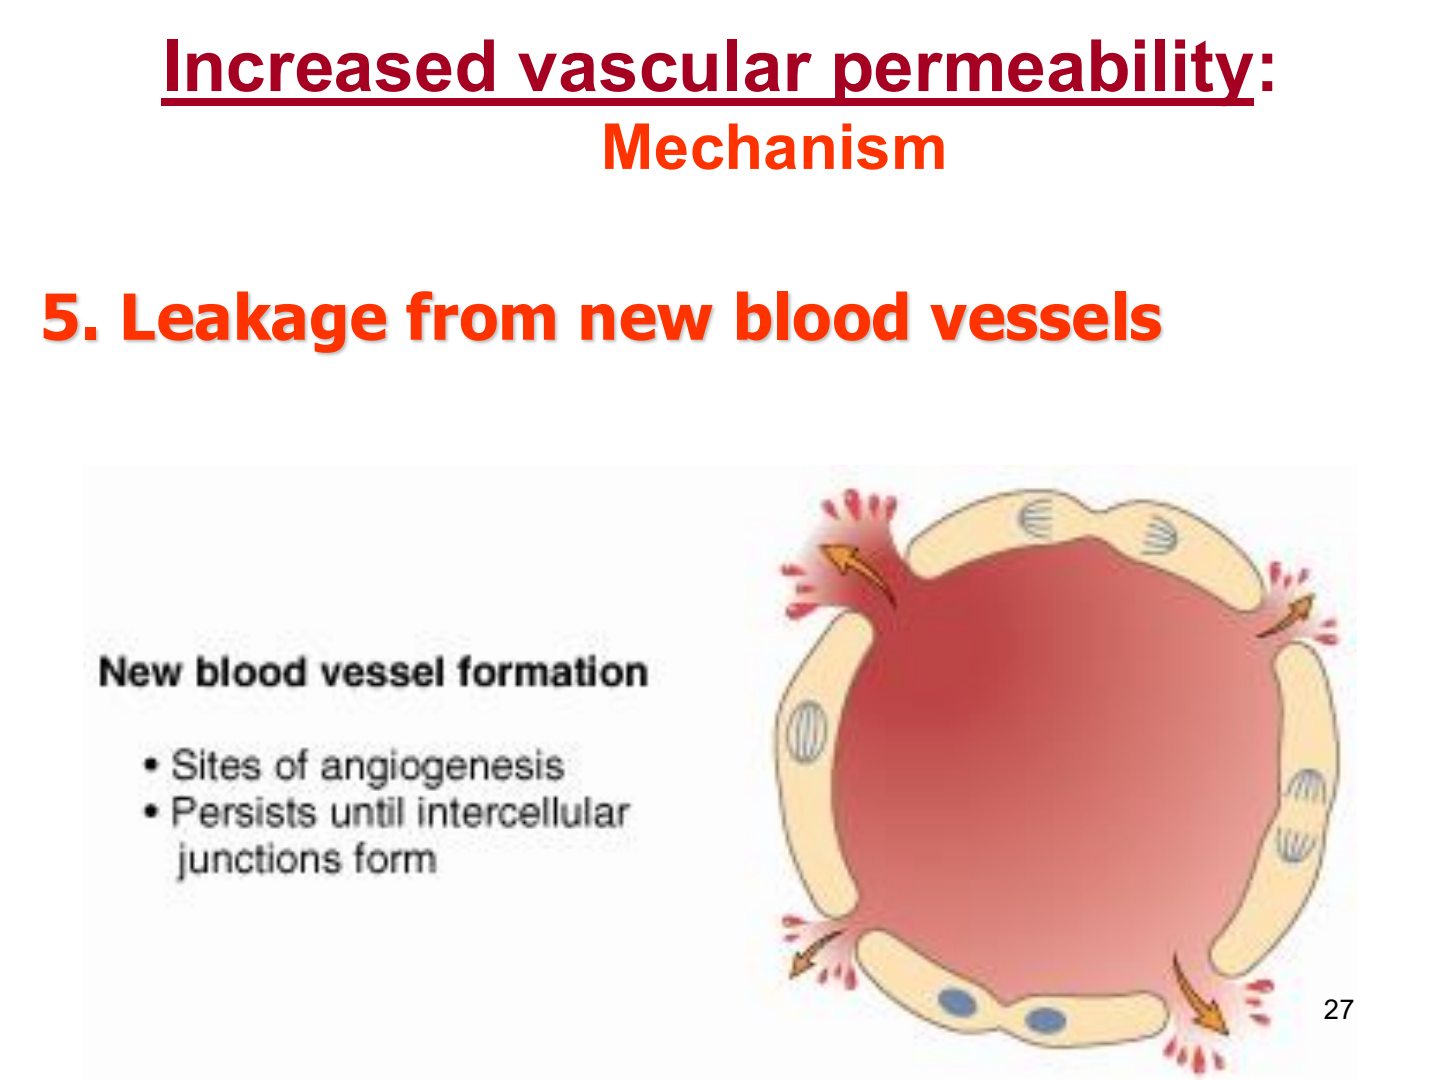 Increased vascular permeability:
Mechanism
5. Leakage from new blood vessels
New blood vessel formation
• Sites of angiogenesis
• Persists until intercellular
junctions form
27